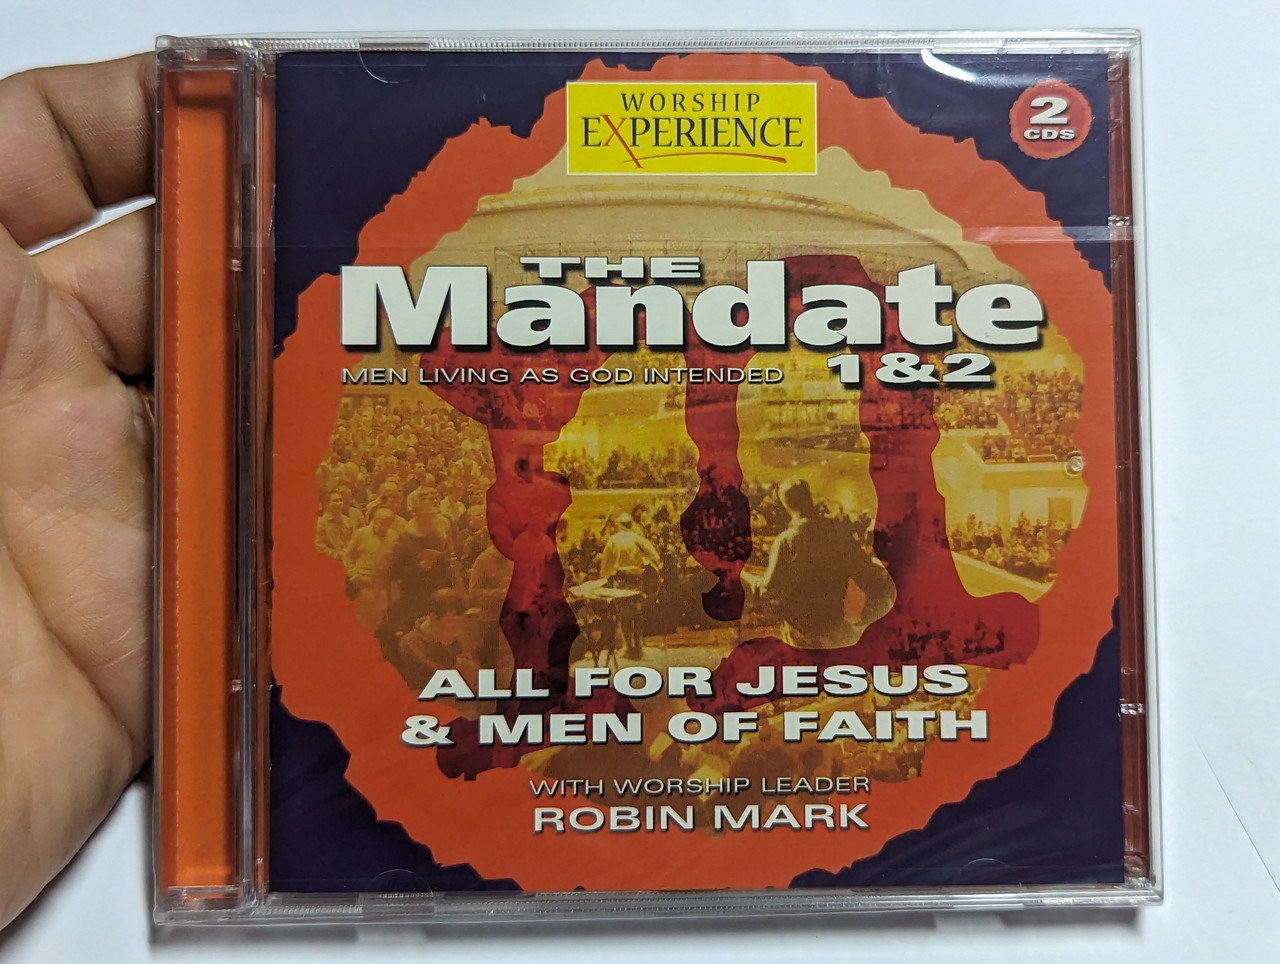 WORSHIP
EXPERIENCE
2
CDS
THE
Mandate
1&2
MEN LIVING AS GOD INTENDED
ALL FOR JESUS
& MEN OF FAITH
WITH WORSHIP LEADER
ROBIN MARK